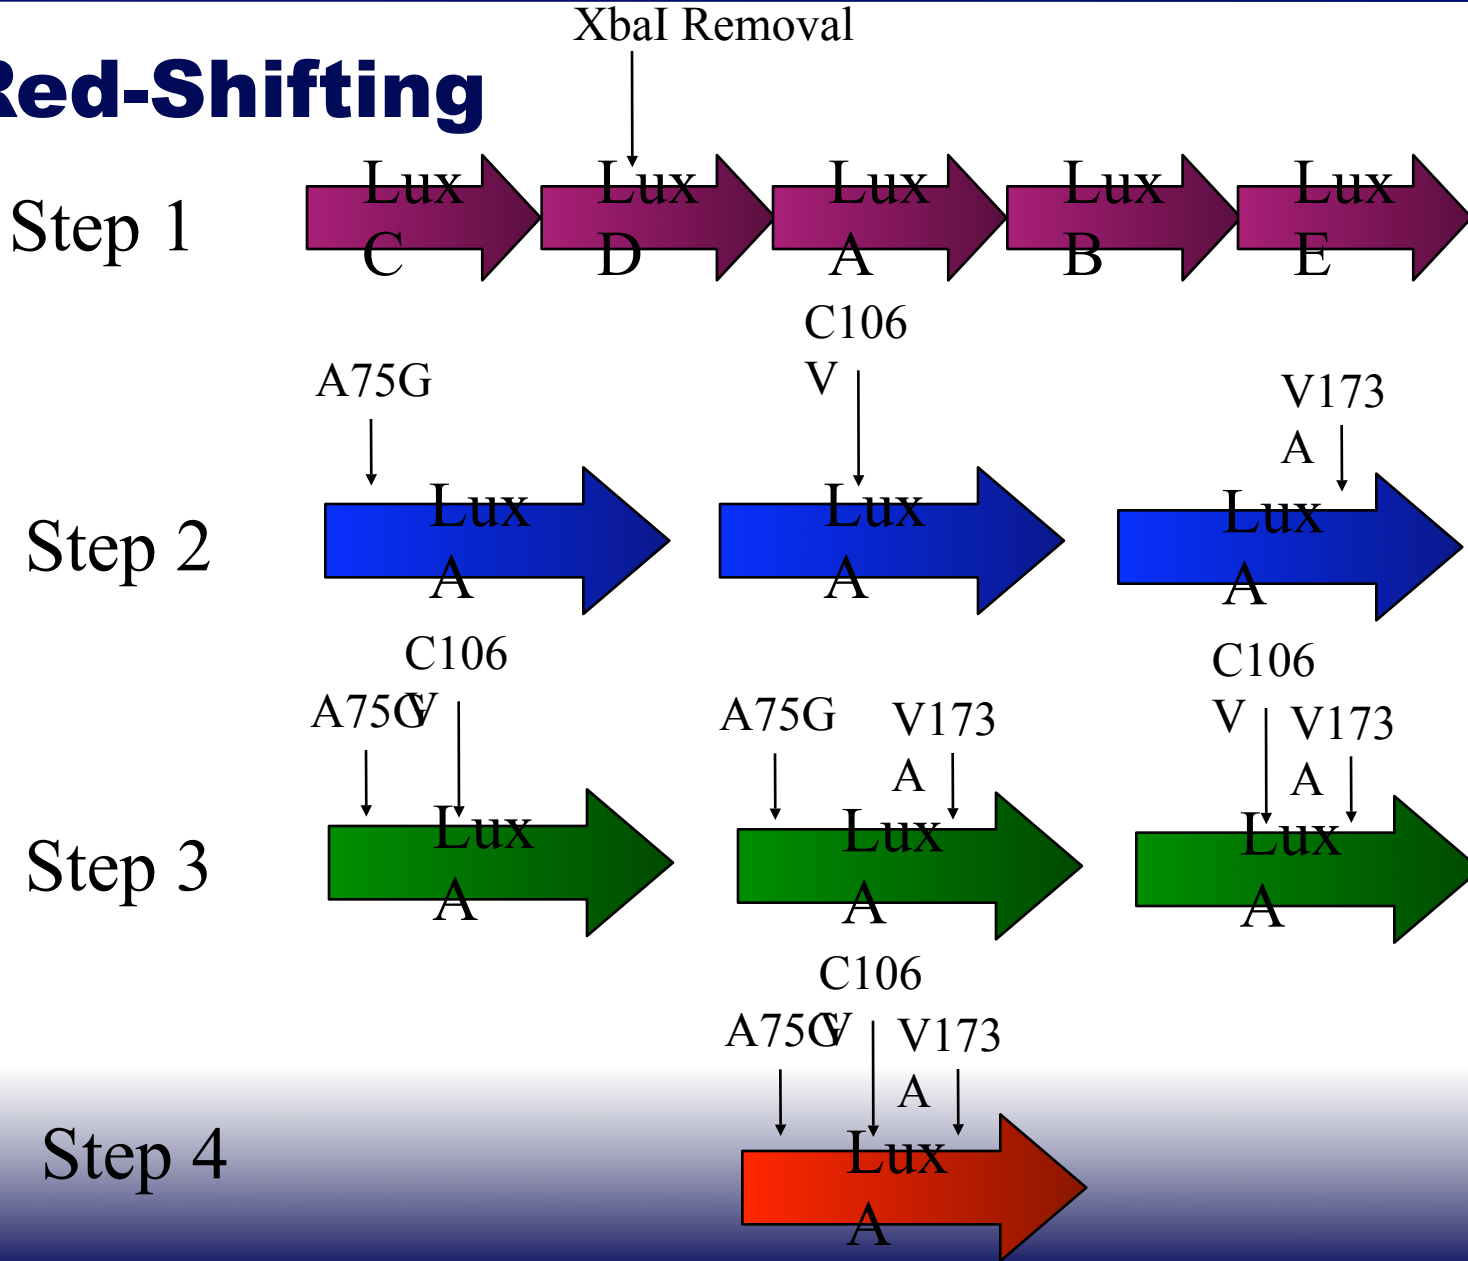 XbaI Removal
Red-Shifting
Step 1
Lux
C
Lux
D
Lux
A
Lux
B
Lux
E
A75G
C106
V
V173
A
Step 2
Lux
A
Lux
A
Lux
A
A75G
C106
V
A75G
V173
A
C106
V
V173
A
Step 3
Lux
A
Lux
A
Lux
A
A75G
C106
V
V173
A
Step 4
Lux
A